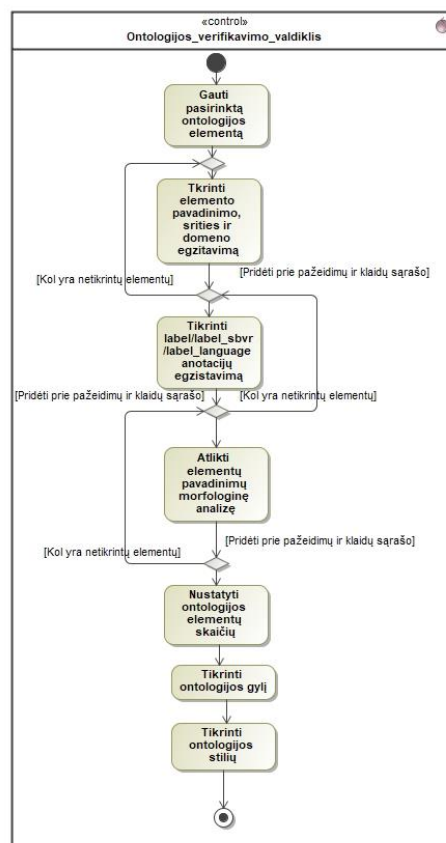 «control»
Ontologijos_verifikavimo_valdiklis
Gauti
pasirinktą
ontologijos
elementą
Tkrinti
elemento
pavadinimo,
srities ir
domeno
egzitavimą
[Kol yra netikrintų elementų]
[Pridėti prie pažeidimų ir klaidų sąrašo]
Tikrinti
label/label_sbvr
/label_language
anotacijų
egzistavimą
[Pridėti prie pažeidimų ir klaidų sąrašo]
[Kol yra netikrintų elementų]
Atlikti
elementų
pavadinimų
morfologinę
analizę
[Pridėti prie pažeidimų ir klaidų sąrašo]
[Kol yra netikrintų elementų]
Nustatyti
ontologijos
elementų
skaičių
Tikrinti
ontologijos gylį
Tikrinti
ontologijos
stilių